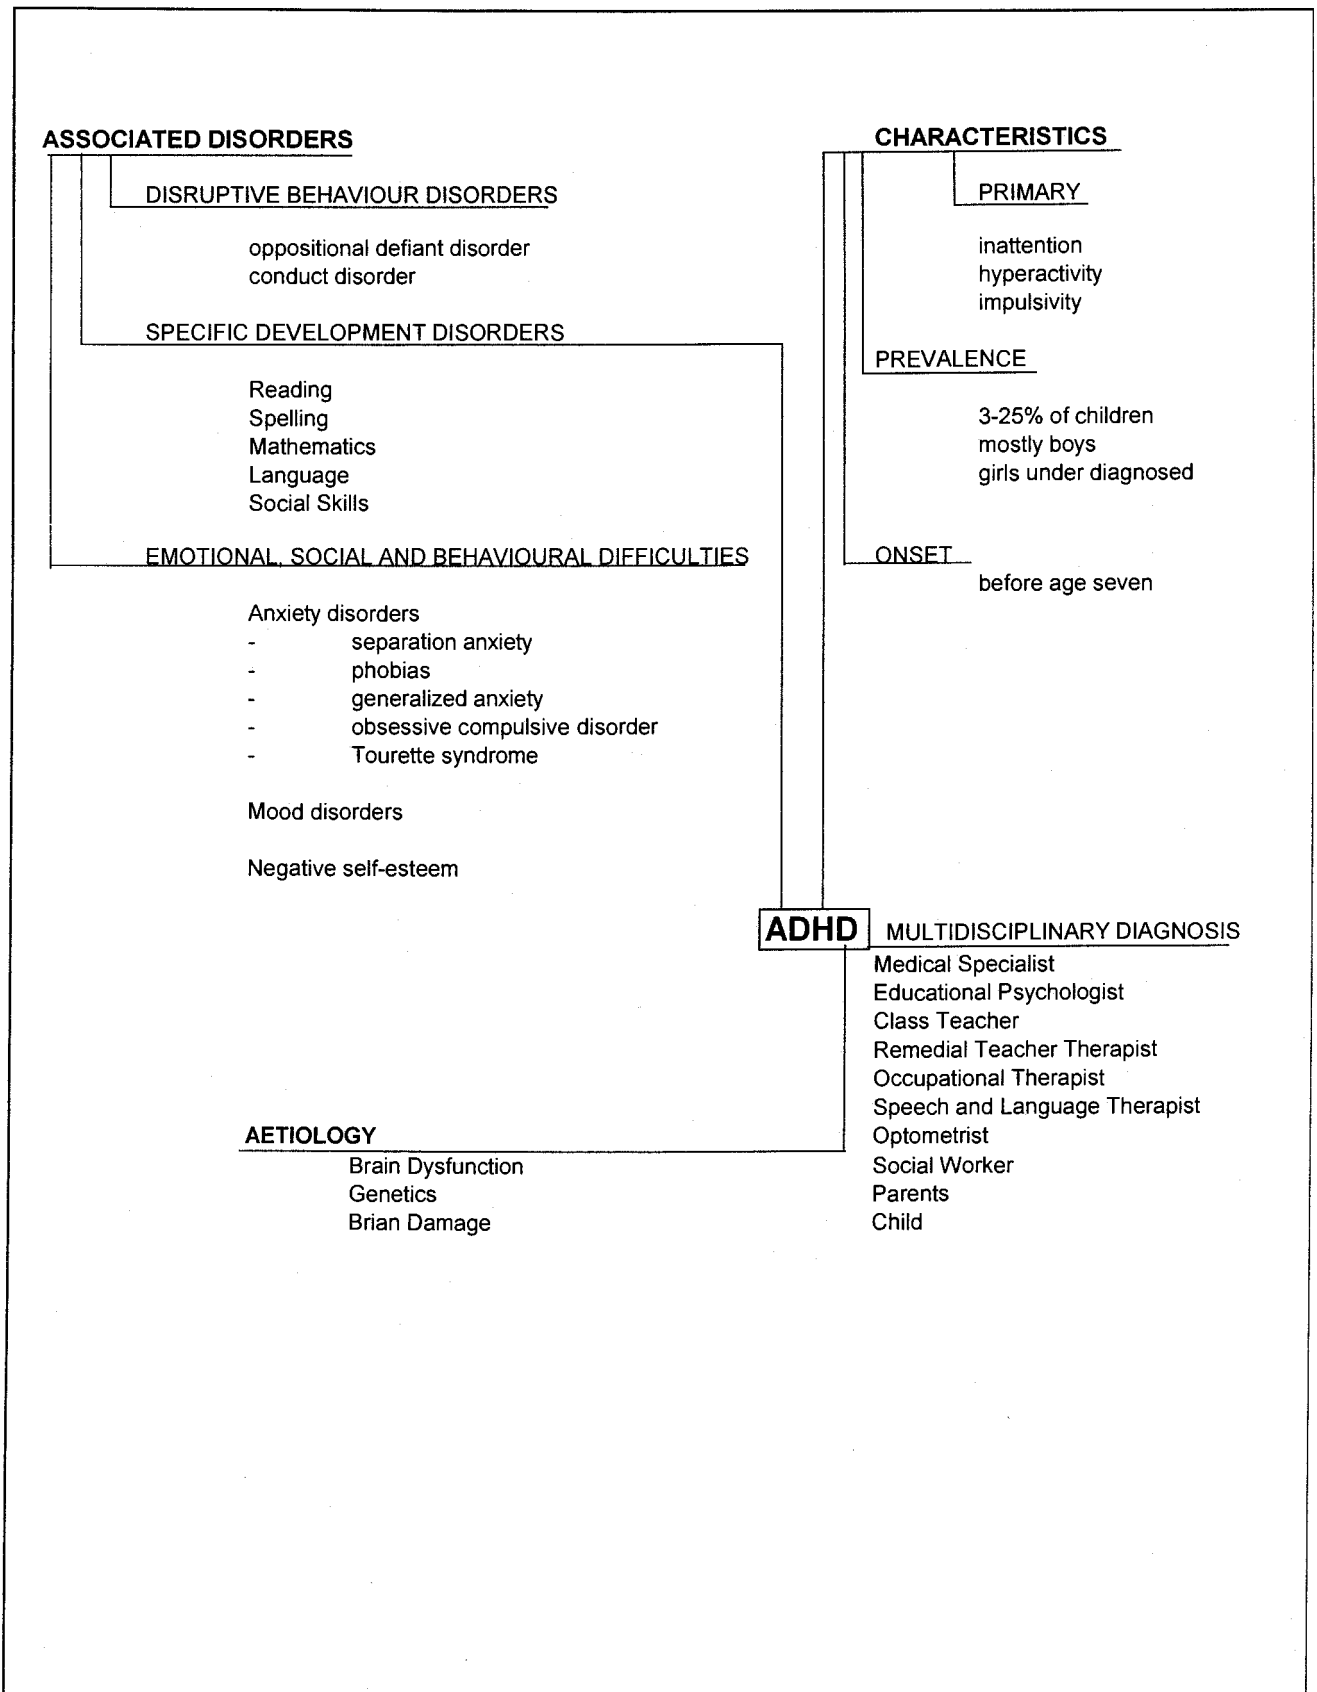 ASSOCIATED DISORDERS
DISRUPTIVE BEHAVIOUR DISORDERS
oppositional defiant disorder
conduct disorder
SPECIFIC DEVELOPMENT DISORDERS
Reading
Spelling
Mathematics
Language
Social Skills
EMOTIONAL, SOCIAL AND BEHAVIOURAL DIFFICULTIES
Anxiety disorders
- separation anxiety
- phobias
- generalized anxiety
- obsessive compulsive disorder
- Tourette syndrome
Mood disorders
Negative self-esteem
CHARACTERISTICS
PRIMARY
inattention
hyperactivity
impulsivity
PREVALENCE
3-25% of children
mostly boys
girls under diagnosed
ONSET
before age seven
ADHD
MULTIDISCIPLINARY DIAGNOSIS
Medical Specialist
Educational Psychologist
Class Teacher
Remedial Teacher Therapist
Occupational Therapist
Speech and Language Therapist
Optometrist
Social Worker
Parents
Child
AETIOLOGY
Brain Dysfunction
Genetics
Brian Damage